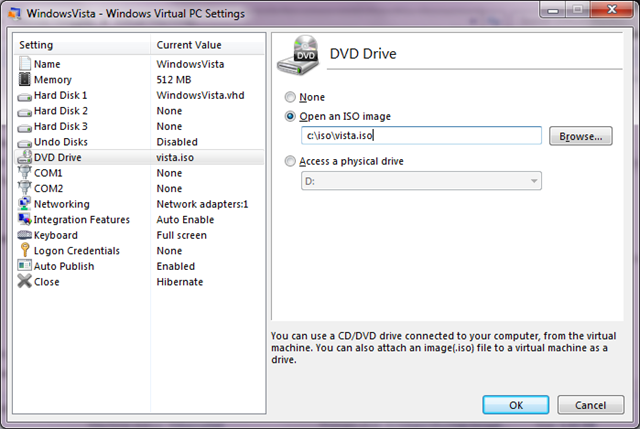 WindowsVista - Windows Virtual PC Settings
Setting Current Value
Name WindowsVista
Memory 512 MB
Hard Disk 1 WindowsVista.vhd
Hard Disk 2 None
Hard Disk 3 None
Undo Disks Disabled
DVD Drive vista.iso
COM1 None
COM2 None
Networking Network adapters:1
Integration Features Auto Enable
Keyboard Full screen
Logon Credentials None
Auto Publish Enabled
Close Hibernate
DVD
DVD Drive
None
Open an ISO image
c:\iso\vista.iso
Browse...
Access a physical drive
D:
You can use a CD/DVD drive connected to your computer, from the virtual
machine. You can also attach an image(.iso) file to a virtual machine as a
drive.
OK Cancel